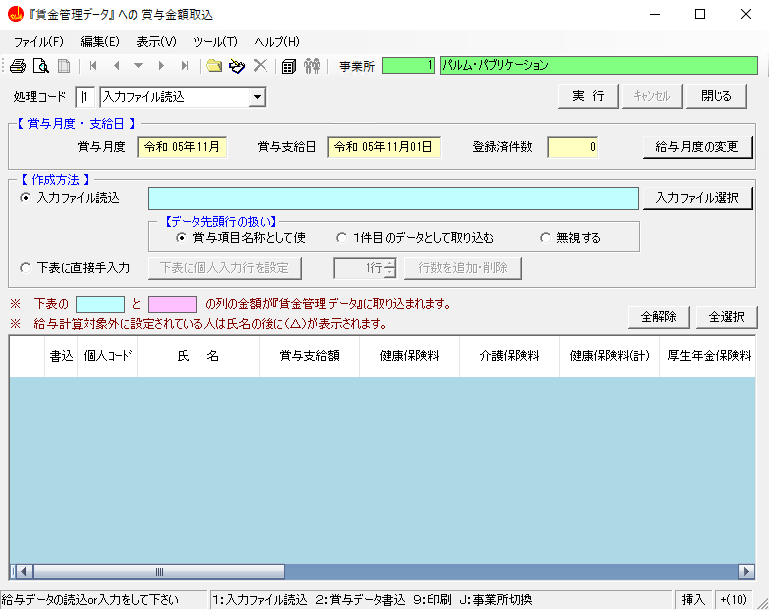 『賃金管理データ』 への 賞与金額取込
ファイル(F) 編集(E) 表示(V) ツール(T) ヘルプ(H)
事業所 1 パルム・パブリケーション
処理コード 1 入力ファイル読込 実 行 キャンセル 閉じる
【 賞与月度・支給日 】
賞与月度 令和 05年11月 賞与支給日 令和 05年11月01日 登録済件数 0 給与月度の変更
【 作成方法 】
入力ファイル読込 入力ファイル選択
【データ先頭行の扱い】
賞与項目名称として使 1件目のデータとして取り込む 無視する
下表に直接手入力 下表に個人入力行を設定 1行 行数を追加・削除
※ 下表の と の列の金額が『賃金管理 データ』に取り込まれます。
※ 給与計算対象外に設定されている人は氏名の後に(△)が表示されます。
全解除 全選択
書込 個人コード 氏 名 賞与支給額 健康保険料 介護保険料 健康保険料(計) 厚生年金保険料
給与データの読込or入力をして下さい 1:入力ファイル読込 2:賞与データ書込 9:印刷 J:事業所切換 挿入 +(10)